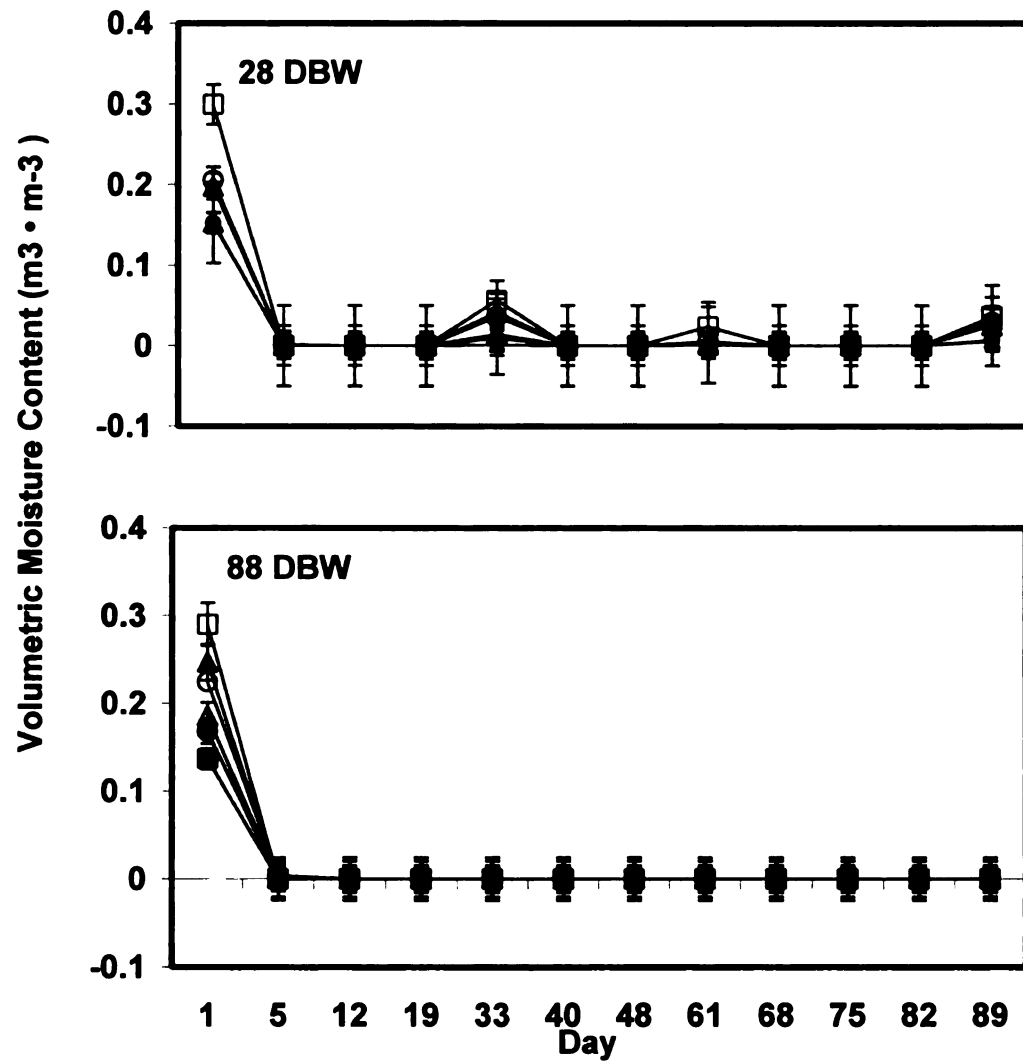 Volumetric Moisture Content (m3 • m-3 )
0.4
28 DBW
0.3
0.2
0.1
0
-0.1
0.4
88 DBW
0.3
0.2
0.1
0
-0.1
1 5 12 19 33 40 48 61 68 75 82 89
Day